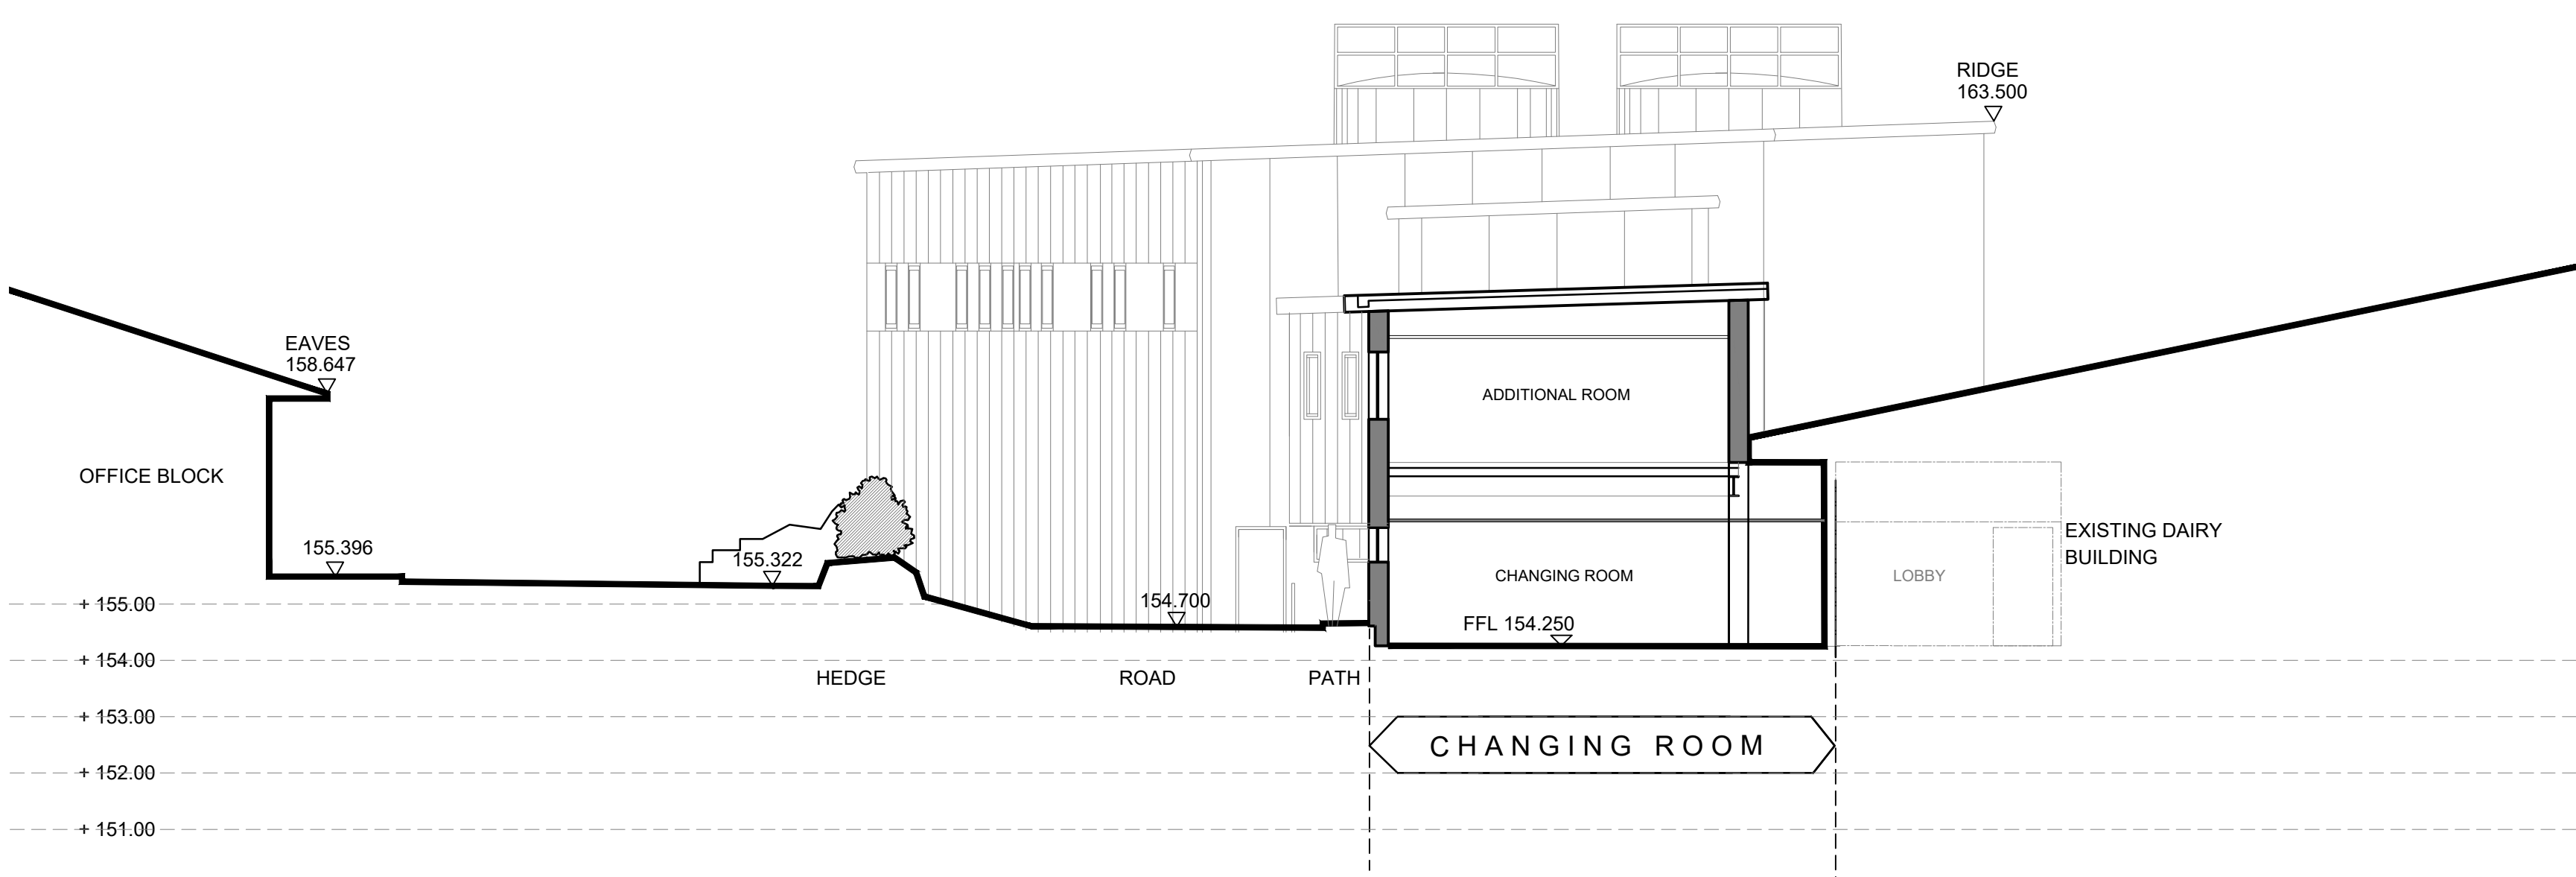 RIDGE
163.500
EAVES
158.647
ADDITIONAL ROOM
OFFICE BLOCK
EXISTING DAIRY
BUILDING
155.396
155.322
CHANGING ROOM
LOBBY
154.700
FFL 154.250
+ 155.00
+ 154.00
HEDGE
ROAD
PATH
+ 153.00
CHANGING ROOM
+ 152.00
+ 151.00